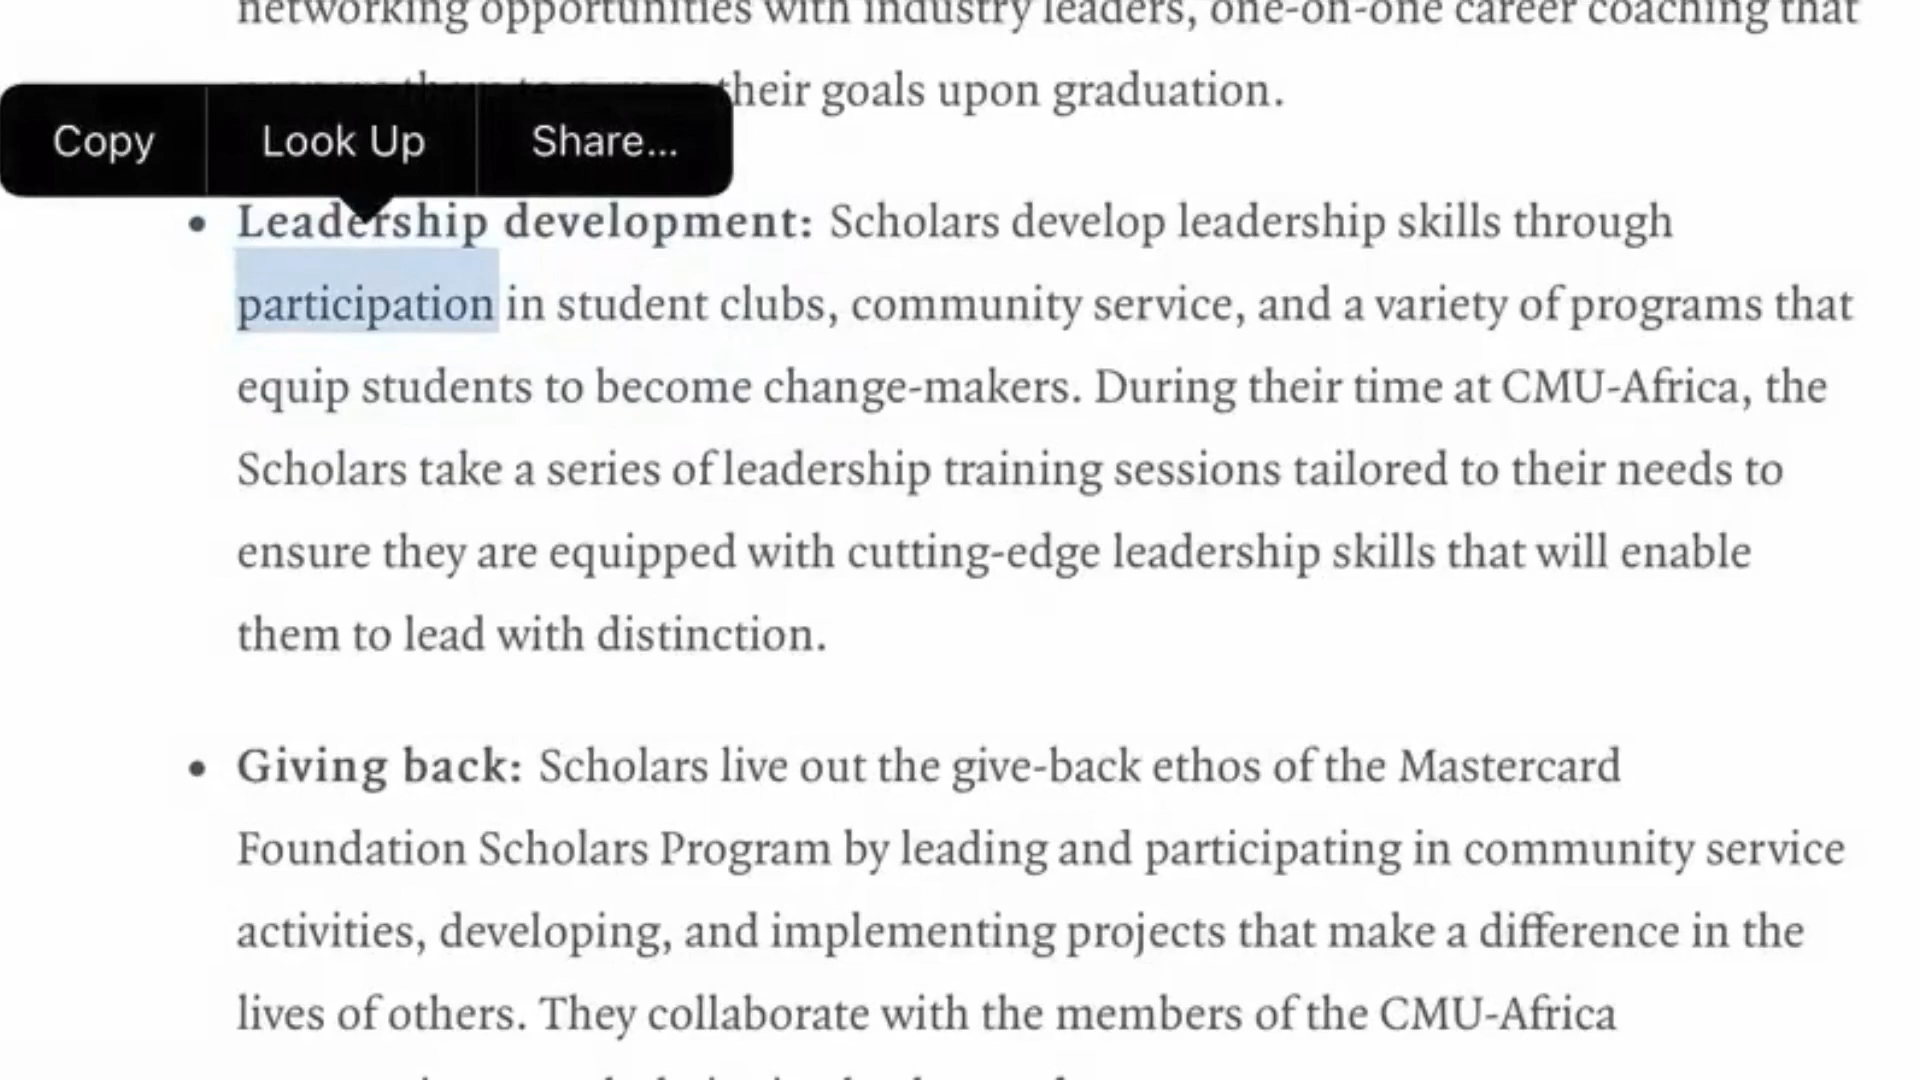 networking opportunities with industry leaders, one-on-one career coaching that
their goals upon graduation.
Copy
Look Up
Share...
• Leadership development: Scholars develop leadership skills through
participation in student clubs, community service, and a variety of programs that
equip students to become change-makers. During their time at CMU-Africa, the
Scholars take a series of leadership training sessions tailored to their needs to
ensure they are equipped with cutting-edge leadership skills that will enable
them to lead with distinction.
• Giving back: Scholars live out the give-back ethos of the Mastercard
Foundation Scholars Program by leading and participating in community service
activities, developing, and implementing projects that make a difference in the
lives of others. They collaborate with the members of the CMU-Africa